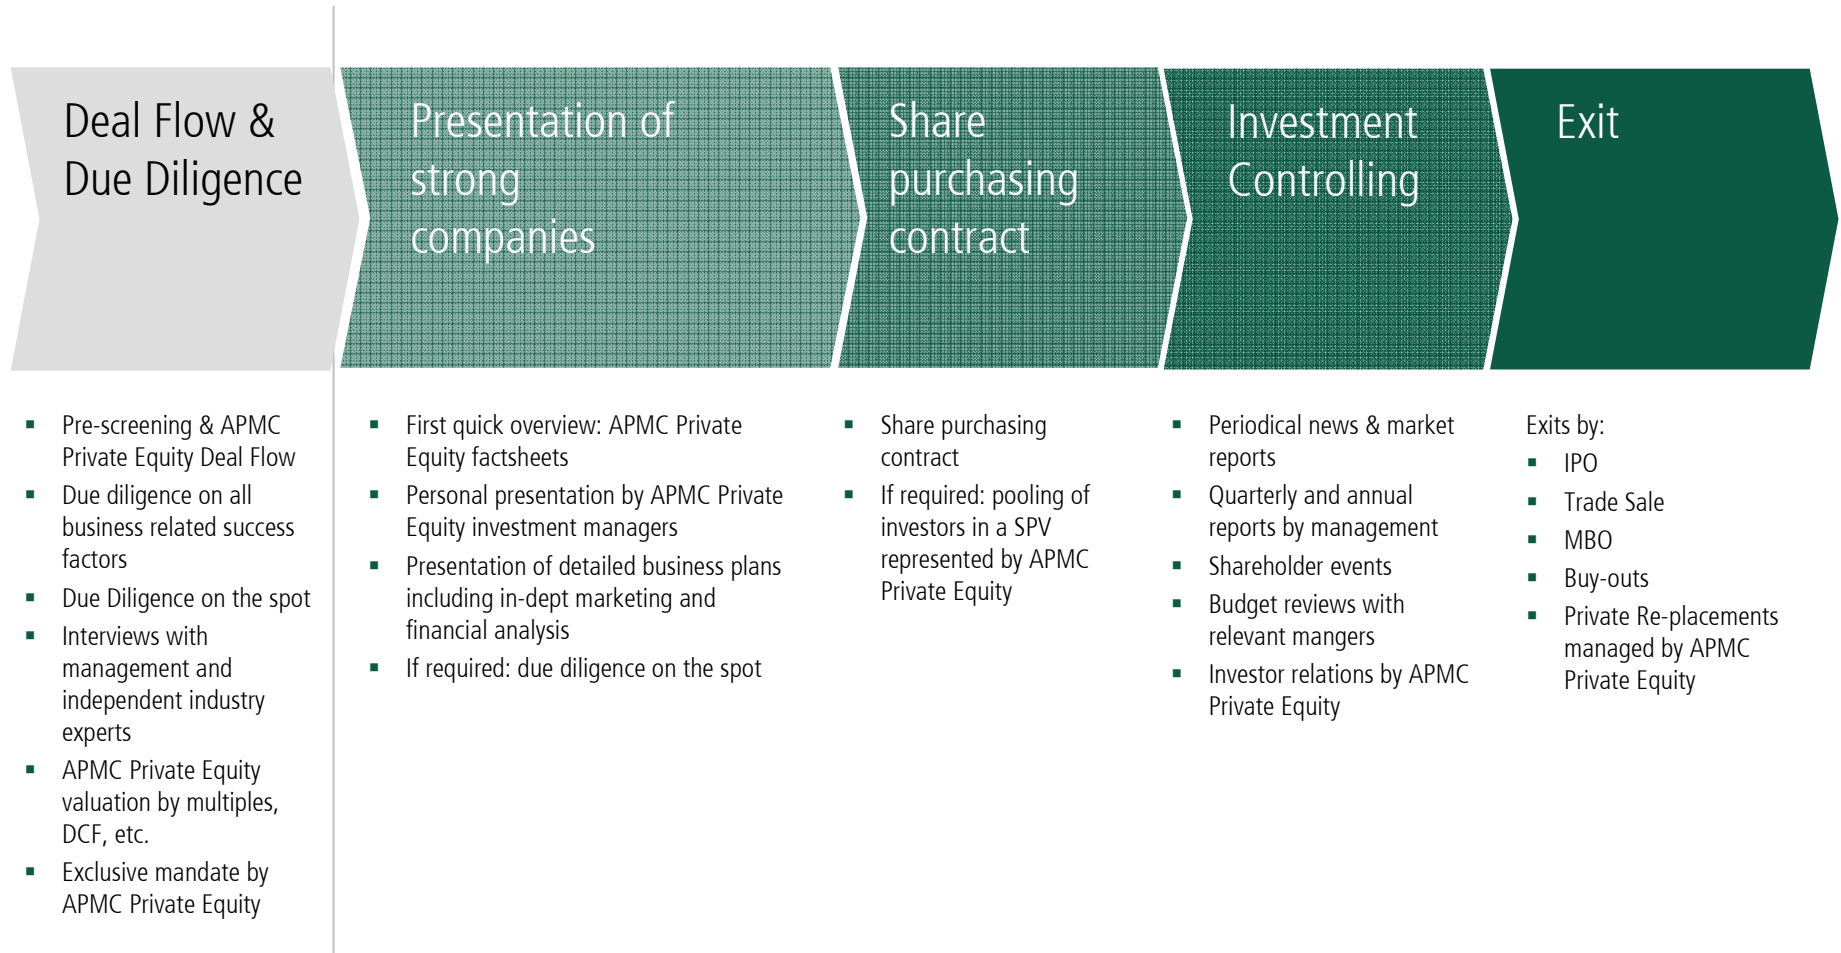 Deal Flow &
Due Diligence
Presentation of
strong
companies
Share
purchasing
contract
Investment
Controlling
Exit
▪ Pre-screening & APMC
Private Equity Deal Flow
▪ Due diligence on all
business related success
factors
▪ Due Diligence on the spot
▪ Interviews with
management and
independent industry
experts
▪ APMC Private Equity
valuation by multiples,
DCF, etc.
▪ Exclusive mandate by
APMC Private Equity
▪ First quick overview: APMC Private
Equity factsheets
▪ Personal presentation by APMC Private
Equity investment managers
▪ Presentation of detailed business plans
including in-dept marketing and
financial analysis
▪ If required: due diligence on the spot
▪ Share purchasing
contract
▪ If required: pooling of
investors in a SPV
represented by APMC
Private Equity
▪ Periodical news & market
reports
▪ Quarterly and annual
reports by management
▪ Shareholder events
▪ Budget reviews with
relevant mangers
▪ Investor relations by APMC
Private Equity
Exits by:
▪ IPO
▪ Trade Sale
▪ MBO
▪ Buy-outs
▪ Private Re-placements
managed by APMC
Private Equity